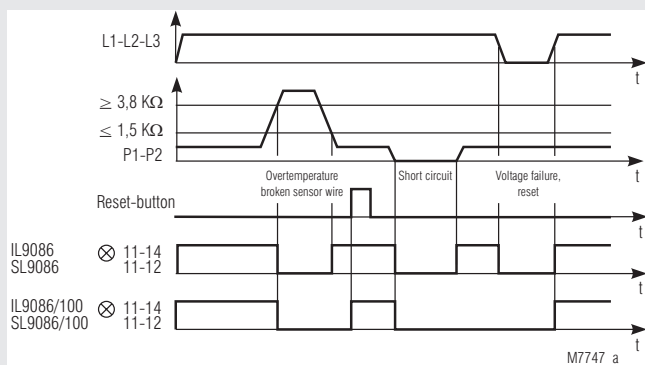 L1-L2-L3
t
≥ 3,8 KΩ
≤ 1,5 KΩ
P1-P2
t
Overtemperature
broken sensor wire
Short circuit
Voltage failure,
reset
Reset-button
t
IL9086
SL9086
11-14
11-12
t
IL9086/100
SL9086/100
11-14
11-12
t
M7747_a